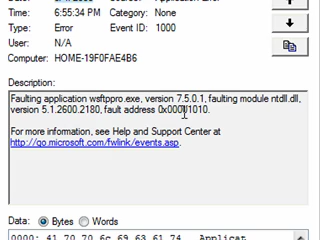 Time: 6:55:34 PM Category: None
Type: Error Event ID: 1000
User: N/A
Computer: HOME-19F0FAE4B6
Description:
Faulting application wsftppro.exe, version 7.5.0.1, faulting module ntdll.dll,
version 5.1.2600.2180, fault address 0x00001010.
For more information, see Help and Support Center at
http://go.microsoft.com/fwlink/events.asp.
Data: Bytes Words
0000: 41 70 70 6c 69 63 61 74 Applicat